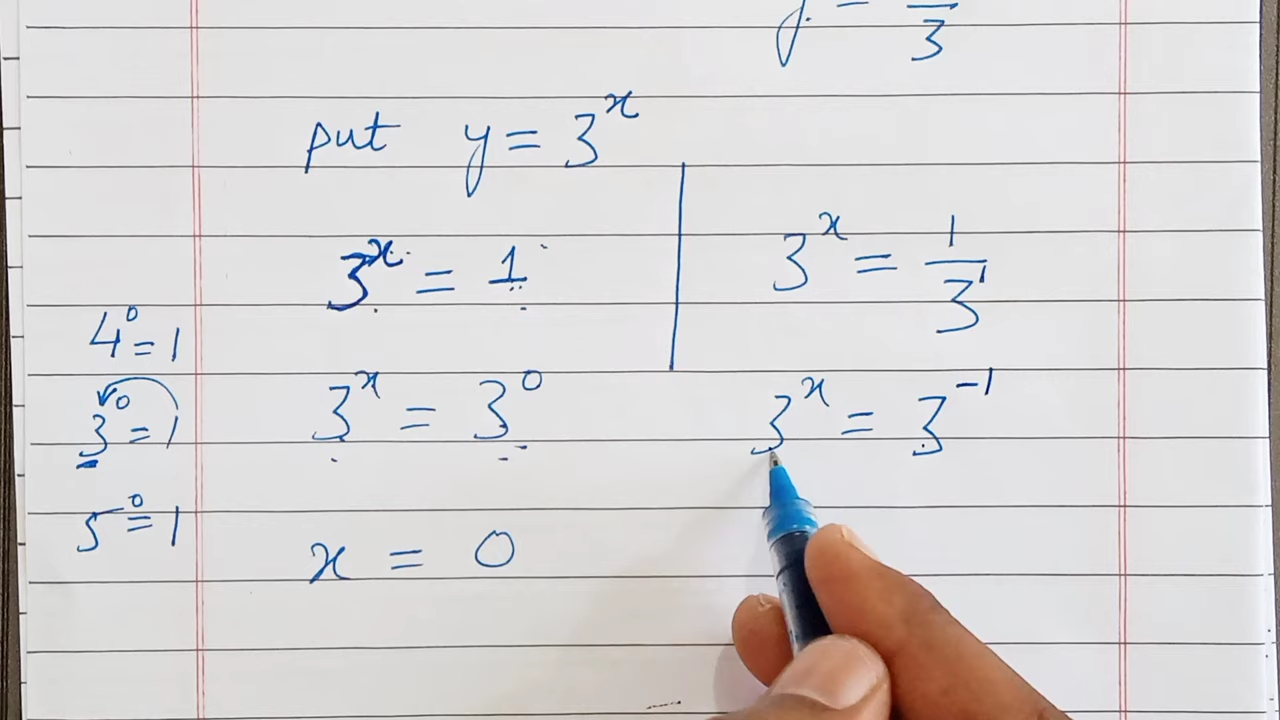 y = —/3
put y = 3^x
3^x = 1
3^x = 1/3^1
4^0 = 1
3^0 = 1
3^x = 3^0
3^x = 3^-1
5^0 = 1
x = 0